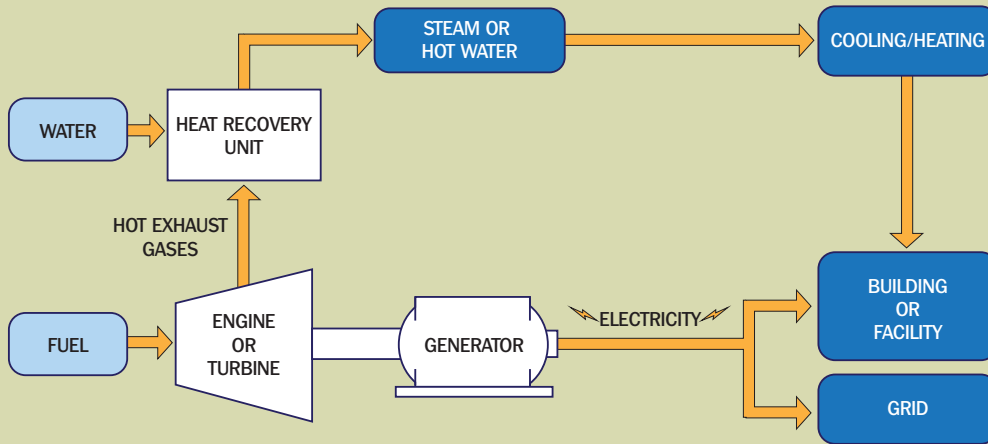 STEAM OR
HOT WATER
COOLING/HEATING
WATER
HEAT RECOVERY
UNIT
HOT EXHAUST
GASES
FUEL
ENGINE
OR
TURBINE
GENERATOR
ELECTRICITY
BUILDING
OR
FACILITY
GRID